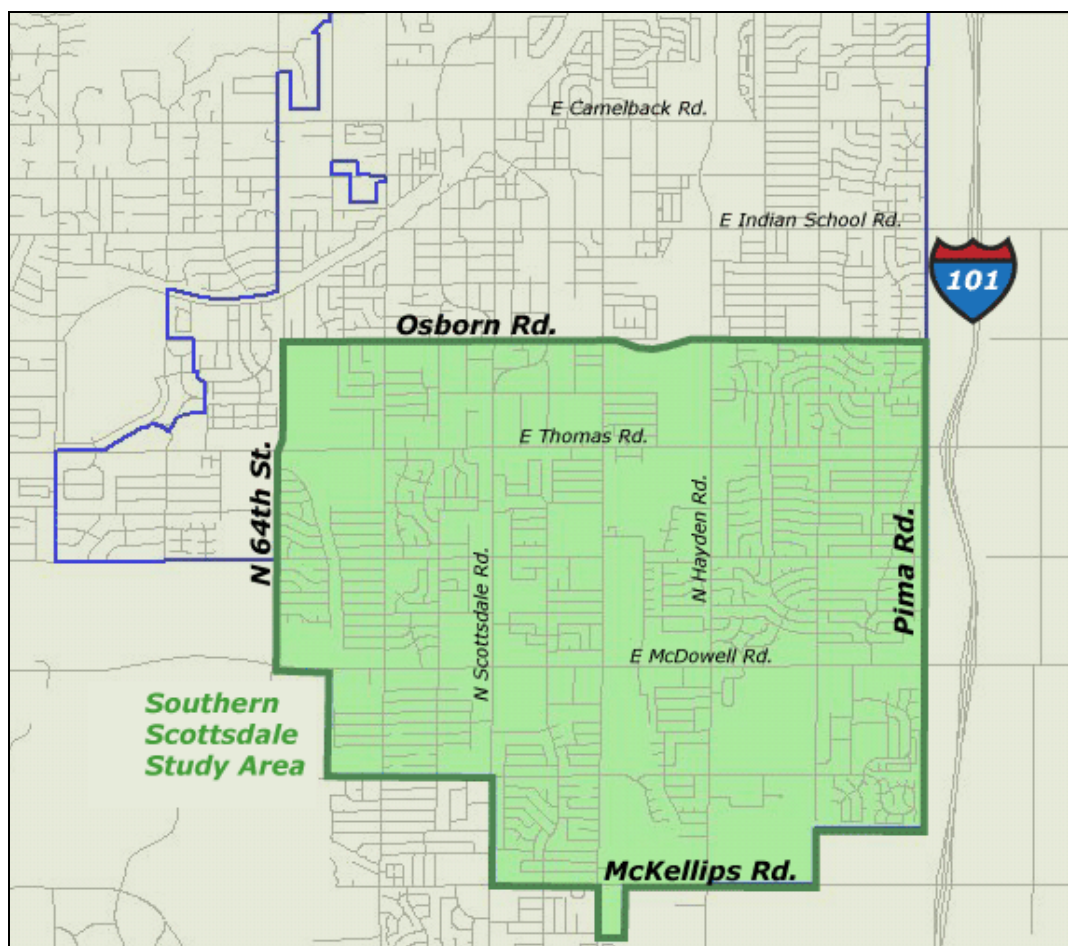 E Camelback Rd.
E Indian School Rd.
101
Osborn Rd.
E Thomas Rd.
N 64th St.
N Hayden Rd.
Pima Rd.
N Scottsdale Rd.
E McDowell Rd.
Southern
Scottsdale
Study Area
McKellips Rd.